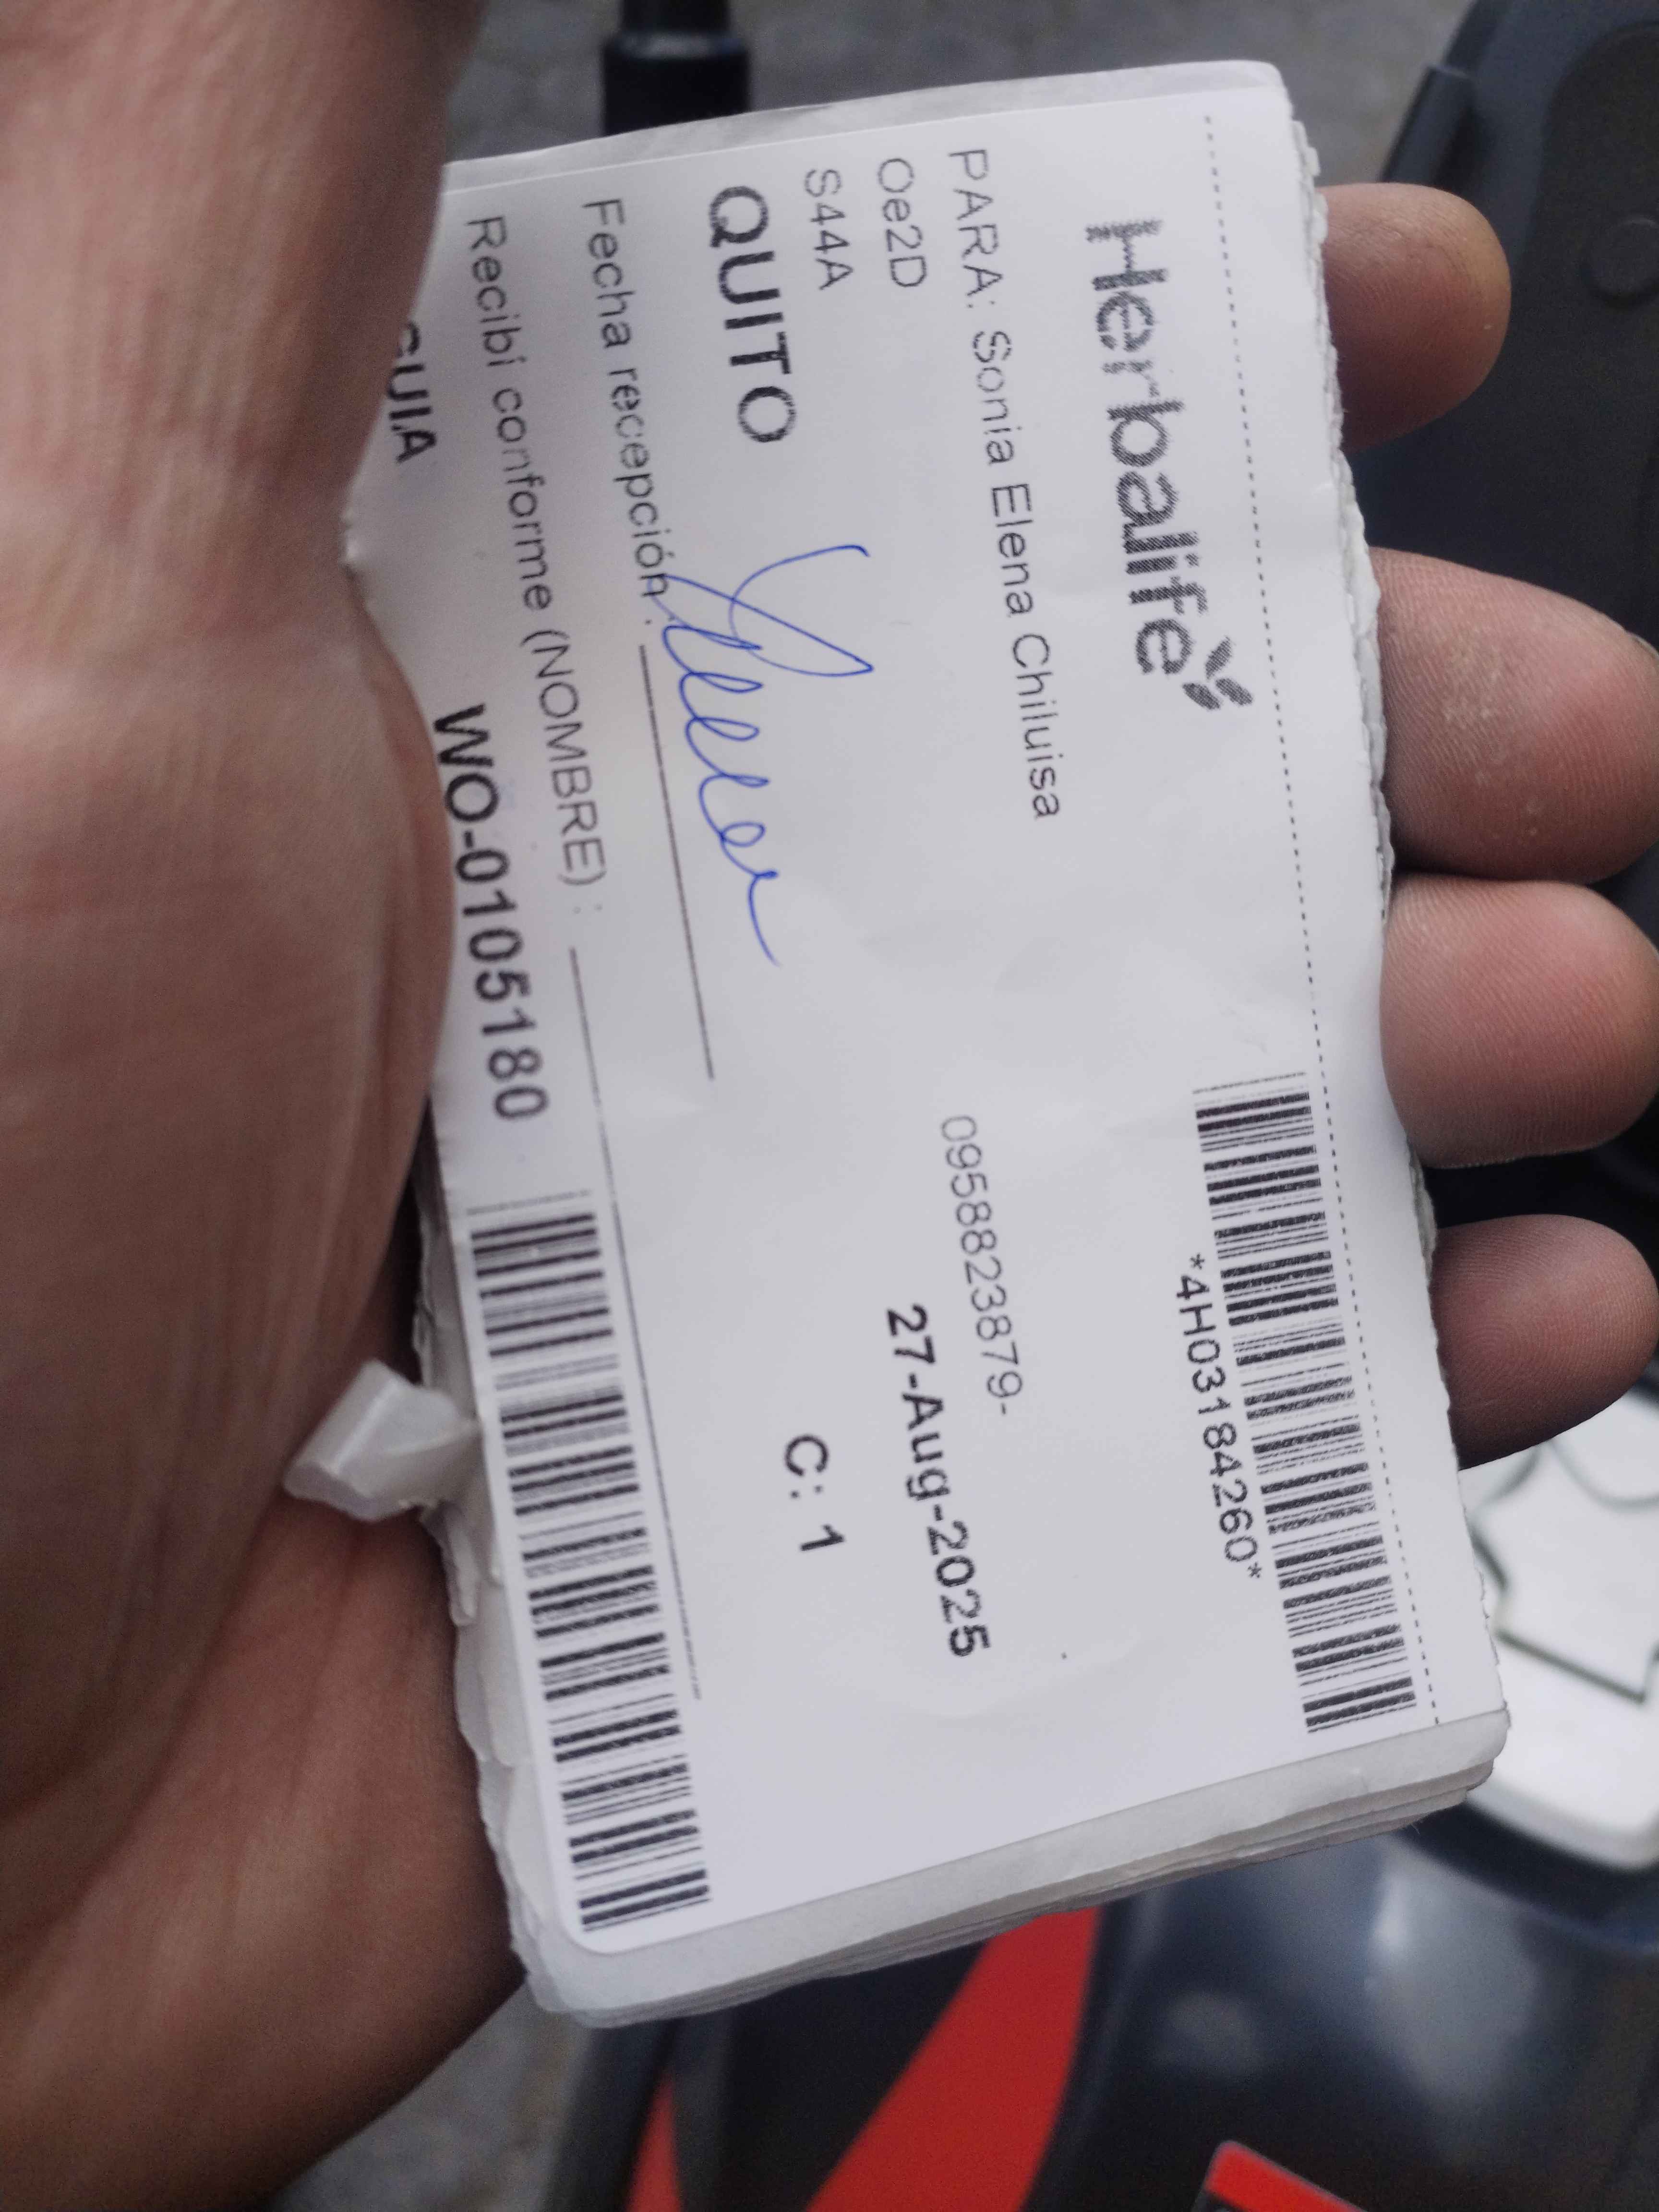 Herbalife
*4H03184260*
PARA: Sonia Elena Chiluisa
0958823879-
Oe2D
27-Aug-2025
S44A
C: 1
QUITO
Fecha recepción :
Recibí conforme (NOMBRE) :
GUIA WO-0105180